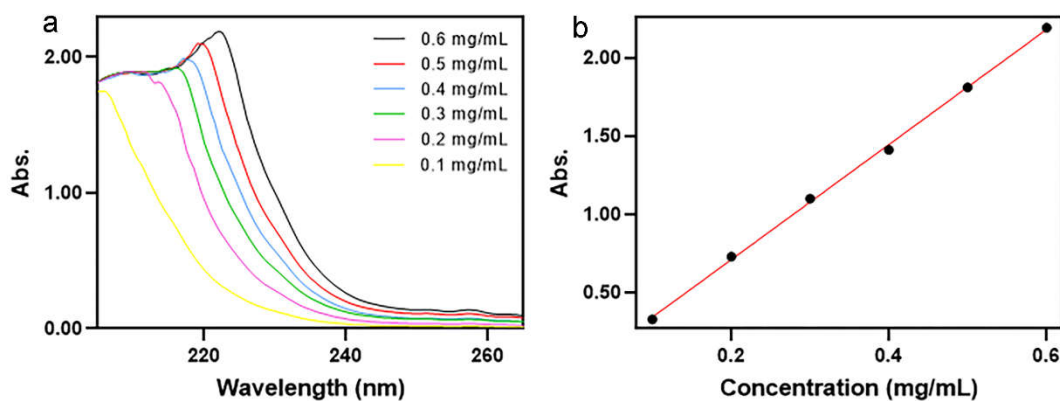 a
Abs.
2.00
1.00
0.00
0.6 mg/mL
0.5 mg/mL
0.4 mg/mL
0.3 mg/mL
0.2 mg/mL
0.1 mg/mL
220
240
260
Wavelength (nm)
b
Abs.
2.00
1.50
1.00
0.50
0.2
0.4
0.6
Concentration (mg/mL)